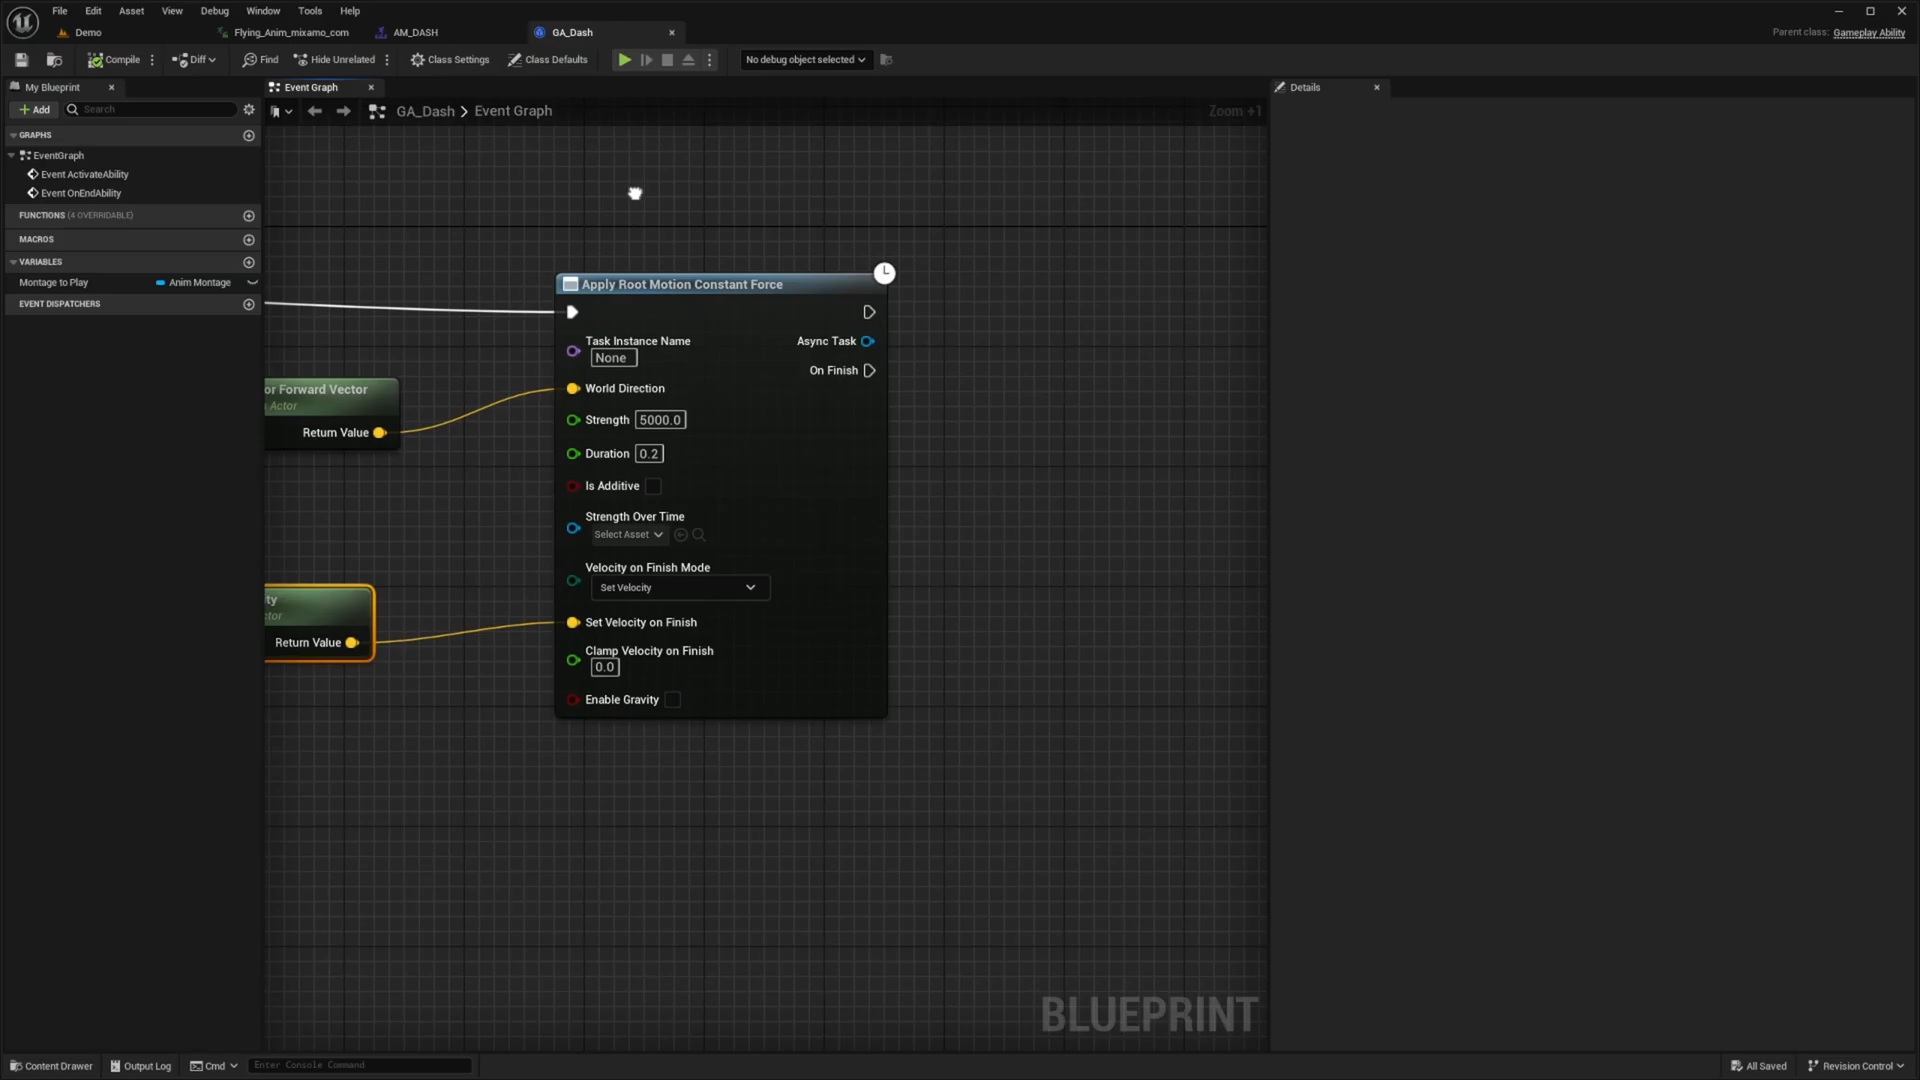 File Edit Asset View Debug Window Tools Help
Demo Flying_Anim_mixamo_com AM_DASH GA_Dash
Parent class: Gameplay Ability
Compile Diff Find Hide Unrelated Class Settings Class Defaults No debug object selected
My Blueprint
Event Graph
Details
Add Search
GA_Dash > Event Graph
Zoom +1
GRAPHS
EventGraph
Event ActivateAbility
Event OnEndAbility
FUNCTIONS (4 OVERRIDABLE)
MACROS
VARIABLES
Montage to Play Anim Montage
EVENT DISPATCHERS
Apply Root Motion Constant Force
Task Instance Name
None
Async Task
On Finish
World Direction
Strength 5000.0
Duration 0.2
Is Additive
Strength Over Time
Select Asset
Velocity on Finish Mode
Set Velocity
Set Velocity on Finish
Clamp Velocity on Finish
0.0
Enable Gravity
or Forward Vector
Actor
Return Value
ty
ctor
Return Value
BLUEPRINT
Content Drawer Output Log Cmd Enter Console Command
All Saved Revision Control